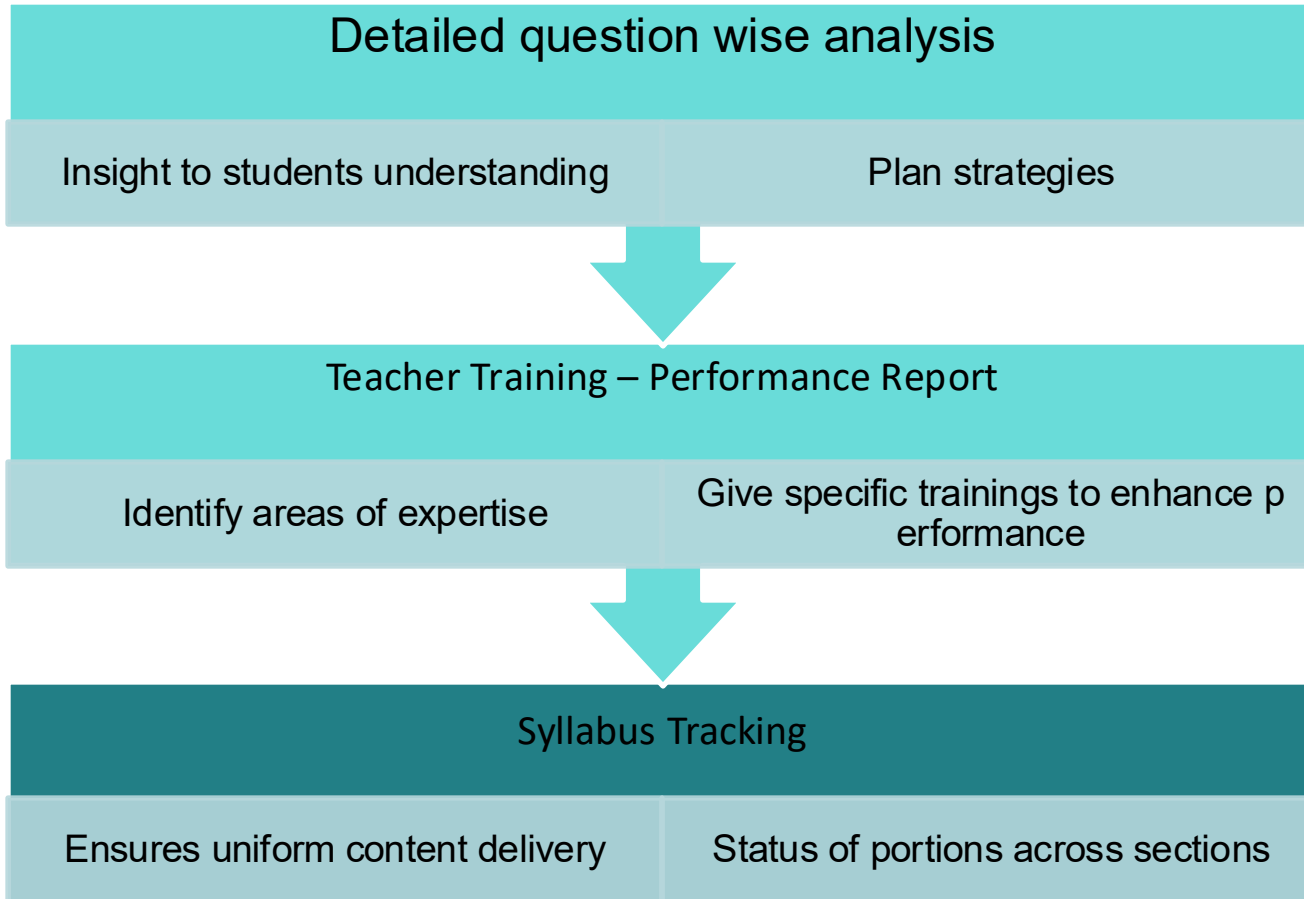 Detailed question wise analysis
Insight to students understanding
Plan strategies
Teacher Training – Performance Report
Identify areas of expertise
Give specific trainings to enhance p
erformance
Syllabus Tracking
Ensures uniform content delivery
Status of portions across sections